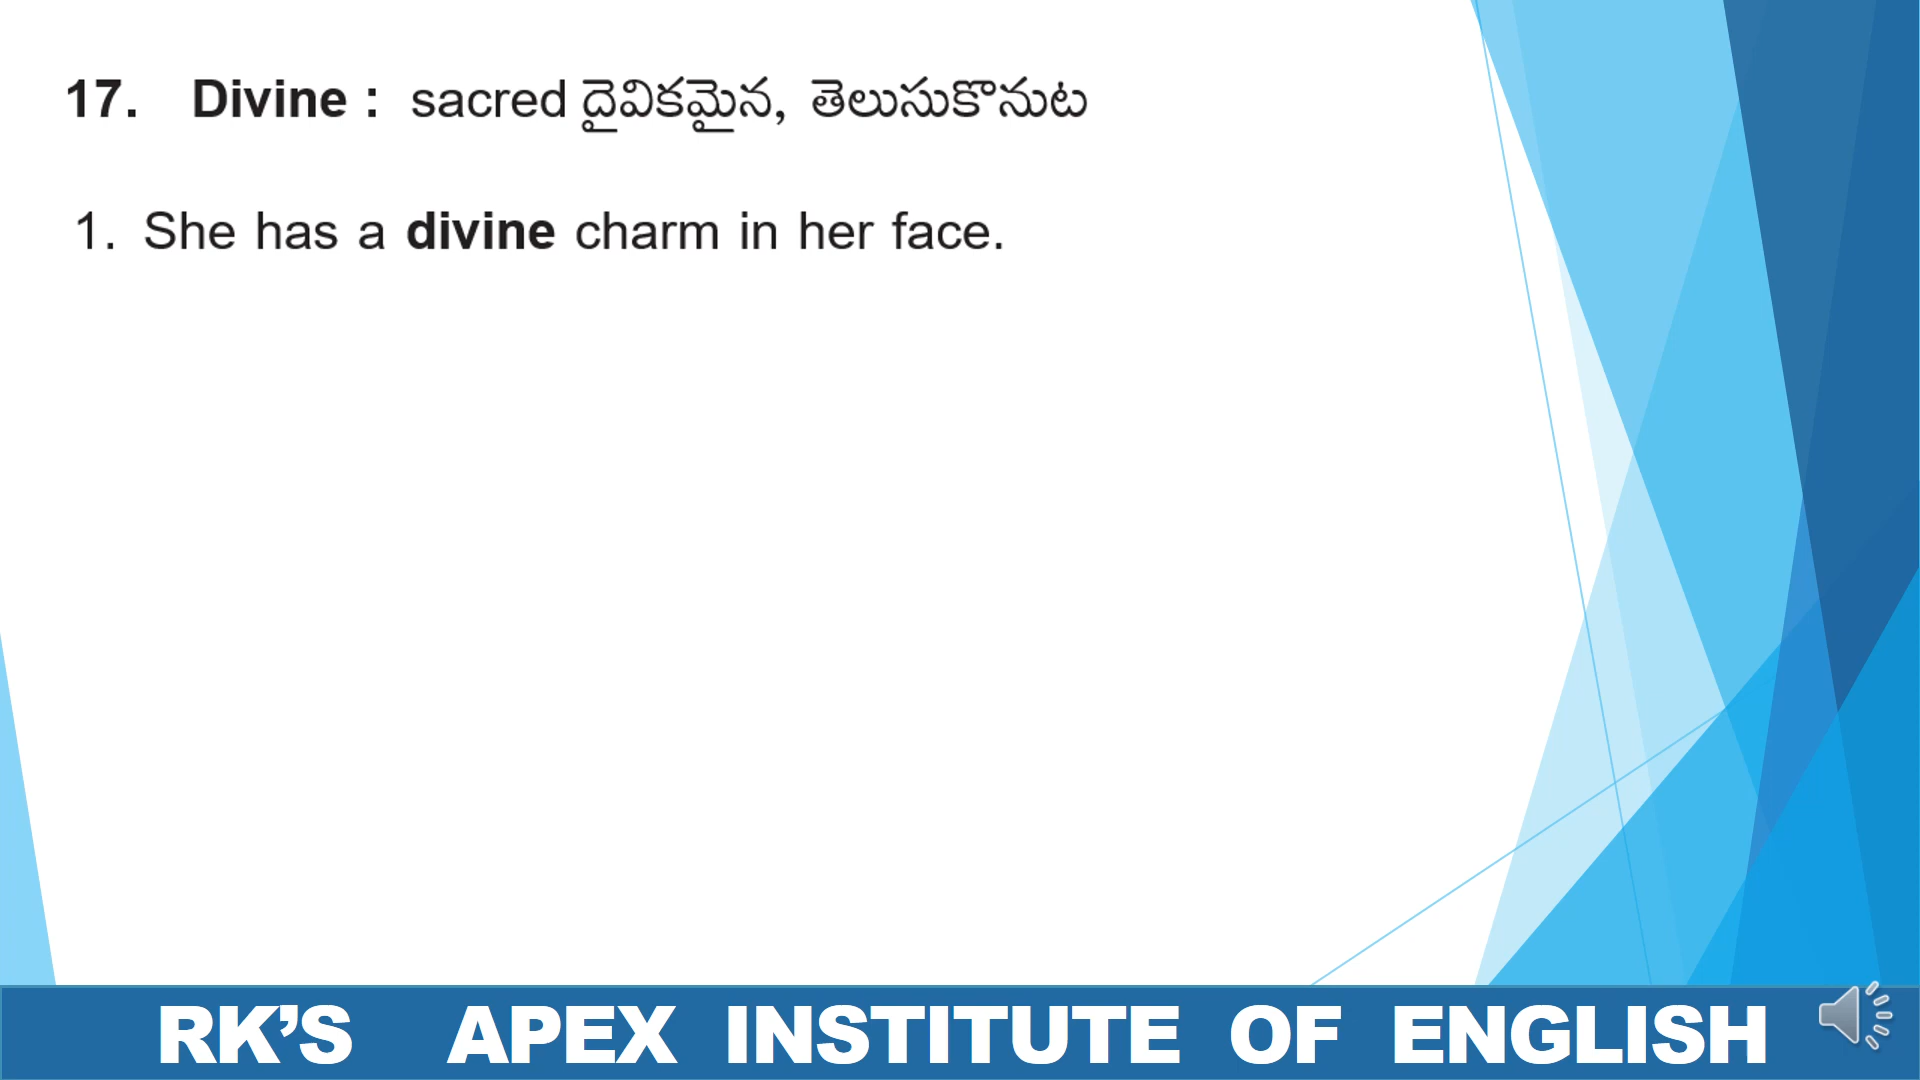 17. Divine : sacred దైవికమైన, తెలుసుకొనుట
1. She has a divine charm in her face.
RK’S APEX INSTITUTE OF ENGLISH